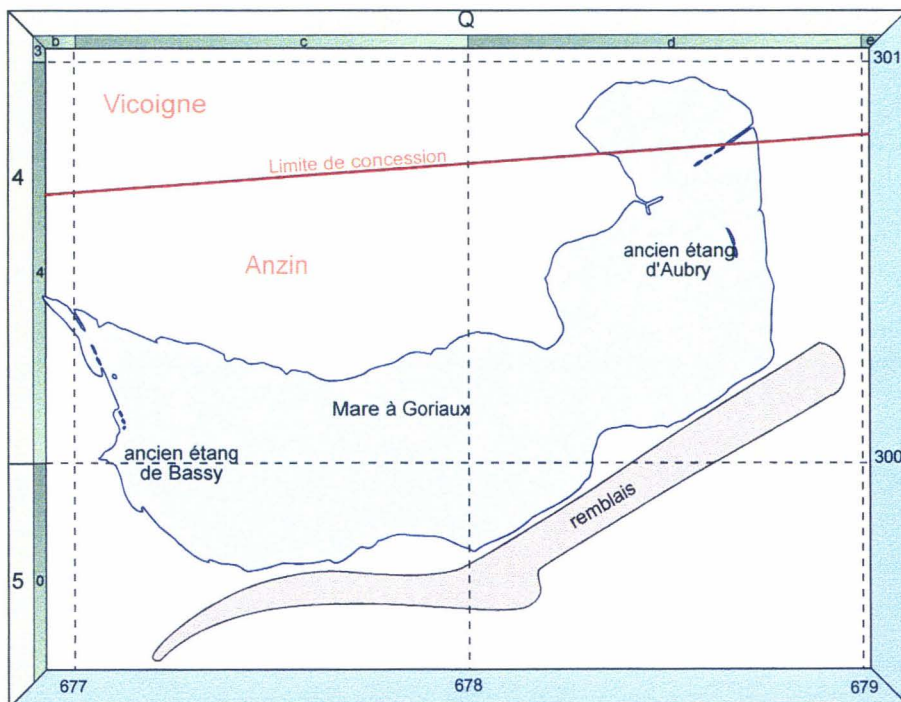 Q
b c d e
3
301
Vicoigne
Limite de concession
4
Anzin
4
ancien étang
d'Aubry
Mare à Goriaux
ancien étang
de Bassy
300
remblais
5
0
677 678 679